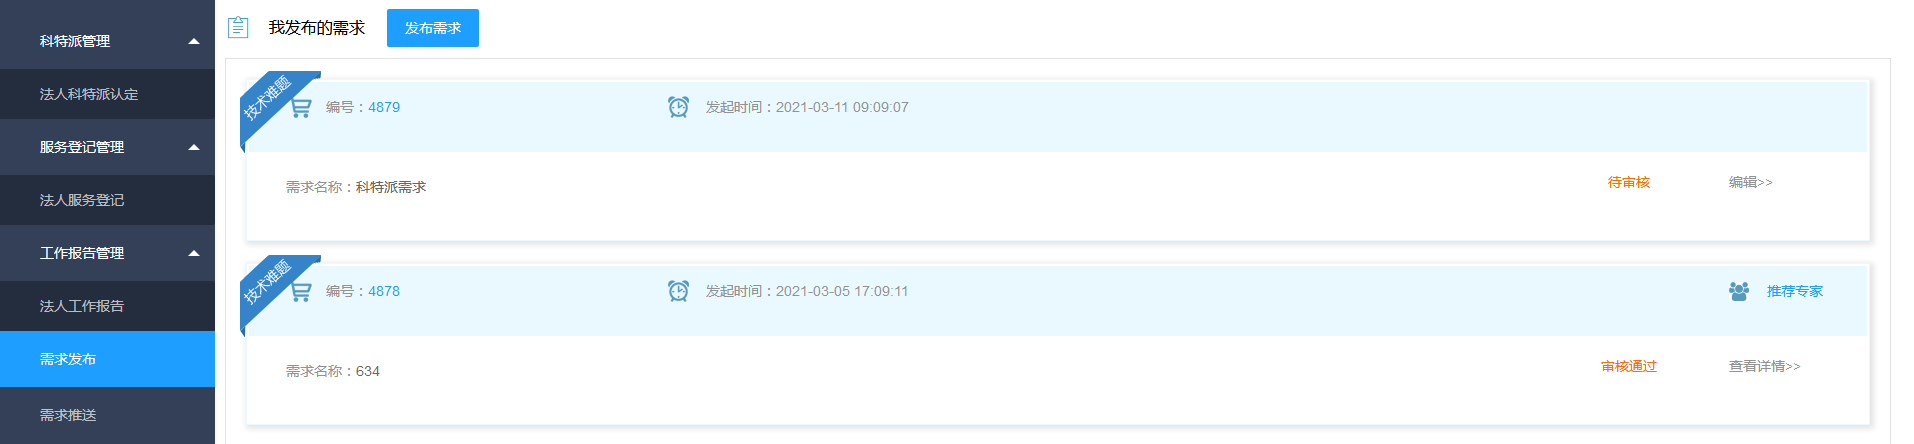 科特派管理
法人科特派认定
服务登记管理
法人服务登记
工作报告管理
法人工作报告
需求发布
需求推送
我发布的需求 发布需求
技术难题
编号：4879 发起时间：2021-03-11 09:09:07
需求名称：科特派需求 待审核 编辑>>
技术难题
编号：4878 发起时间：2021-03-05 17:09:11 推荐专家
需求名称：634 审核通过 查看详情>>